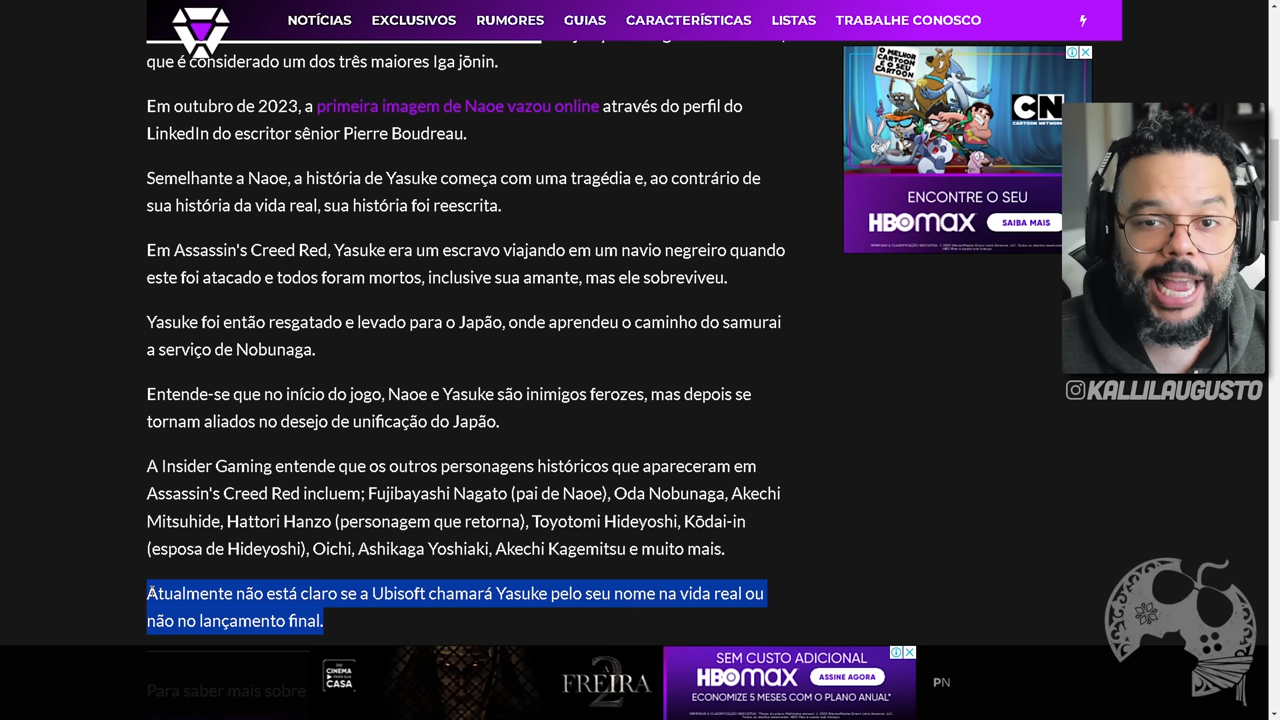 NOTÍCIAS EXCLUSIVOS RUMORES GUIAS CARACTERÍSTICAS LISTAS TRABALHE CONOSCO
que é considerado um dos três maiores Iga jōnin.
Em outubro de 2023, a primeira imagem de Naoe vazou online através do perfil do
LinkedIn do escritor sênior Pierre Boudreau.
Semelhante a Naoe, a história de Yasuke começa com uma tragédia e, ao contrário de
sua história da vida real, sua história foi reescrita.
Em Assassin's Creed Red, Yasuke era um escravo viajando em um navio negreiro quando
este foi atacado e todos foram mortos, inclusive sua amante, mas ele sobreviveu.
Yasuke foi então resgatado e levado para o Japão, onde aprendeu o caminho do samurai
a serviço de Nobunaga.
Entende-se que no início do jogo, Naoe e Yasuke são inimigos ferozes, mas depois se
tornam aliados no desejo de unificação do Japão.
A Insider Gaming entende que os outros personagens históricos que apareceram em
Assassin's Creed Red incluem; Fujibayashi Nagato (pai de Naoe), Oda Nobunaga, Akechi
Mitsuhide, Hattori Hanzo (personagem que retorna), Toyotomi Hideyoshi, Kōdai-in
(esposa de Hideyoshi), Oichi, Ashikaga Yoshiaki, Akechi Kagemitsu e muito mais.
Atualmente não está claro se a Ubisoft chamará Yasuke pelo seu nome na vida real ou
não no lançamento final.
Para saber mais sobre
O MELHOR
CARTOON
É O SEU
CARTOON
CN
CARTOON NETWORK
ENCONTRE O SEU
HBOMAX SAIBA MAIS
KALLILAUGUSTO
DO
CINEMA
PARA SUA
CASA
A FREIRA 2
SEM CUSTO ADICIONAL
HBOMAX ASSINE AGORA
ECONOMIZE 5 MESES COM O PLANO ANUAL*
PN